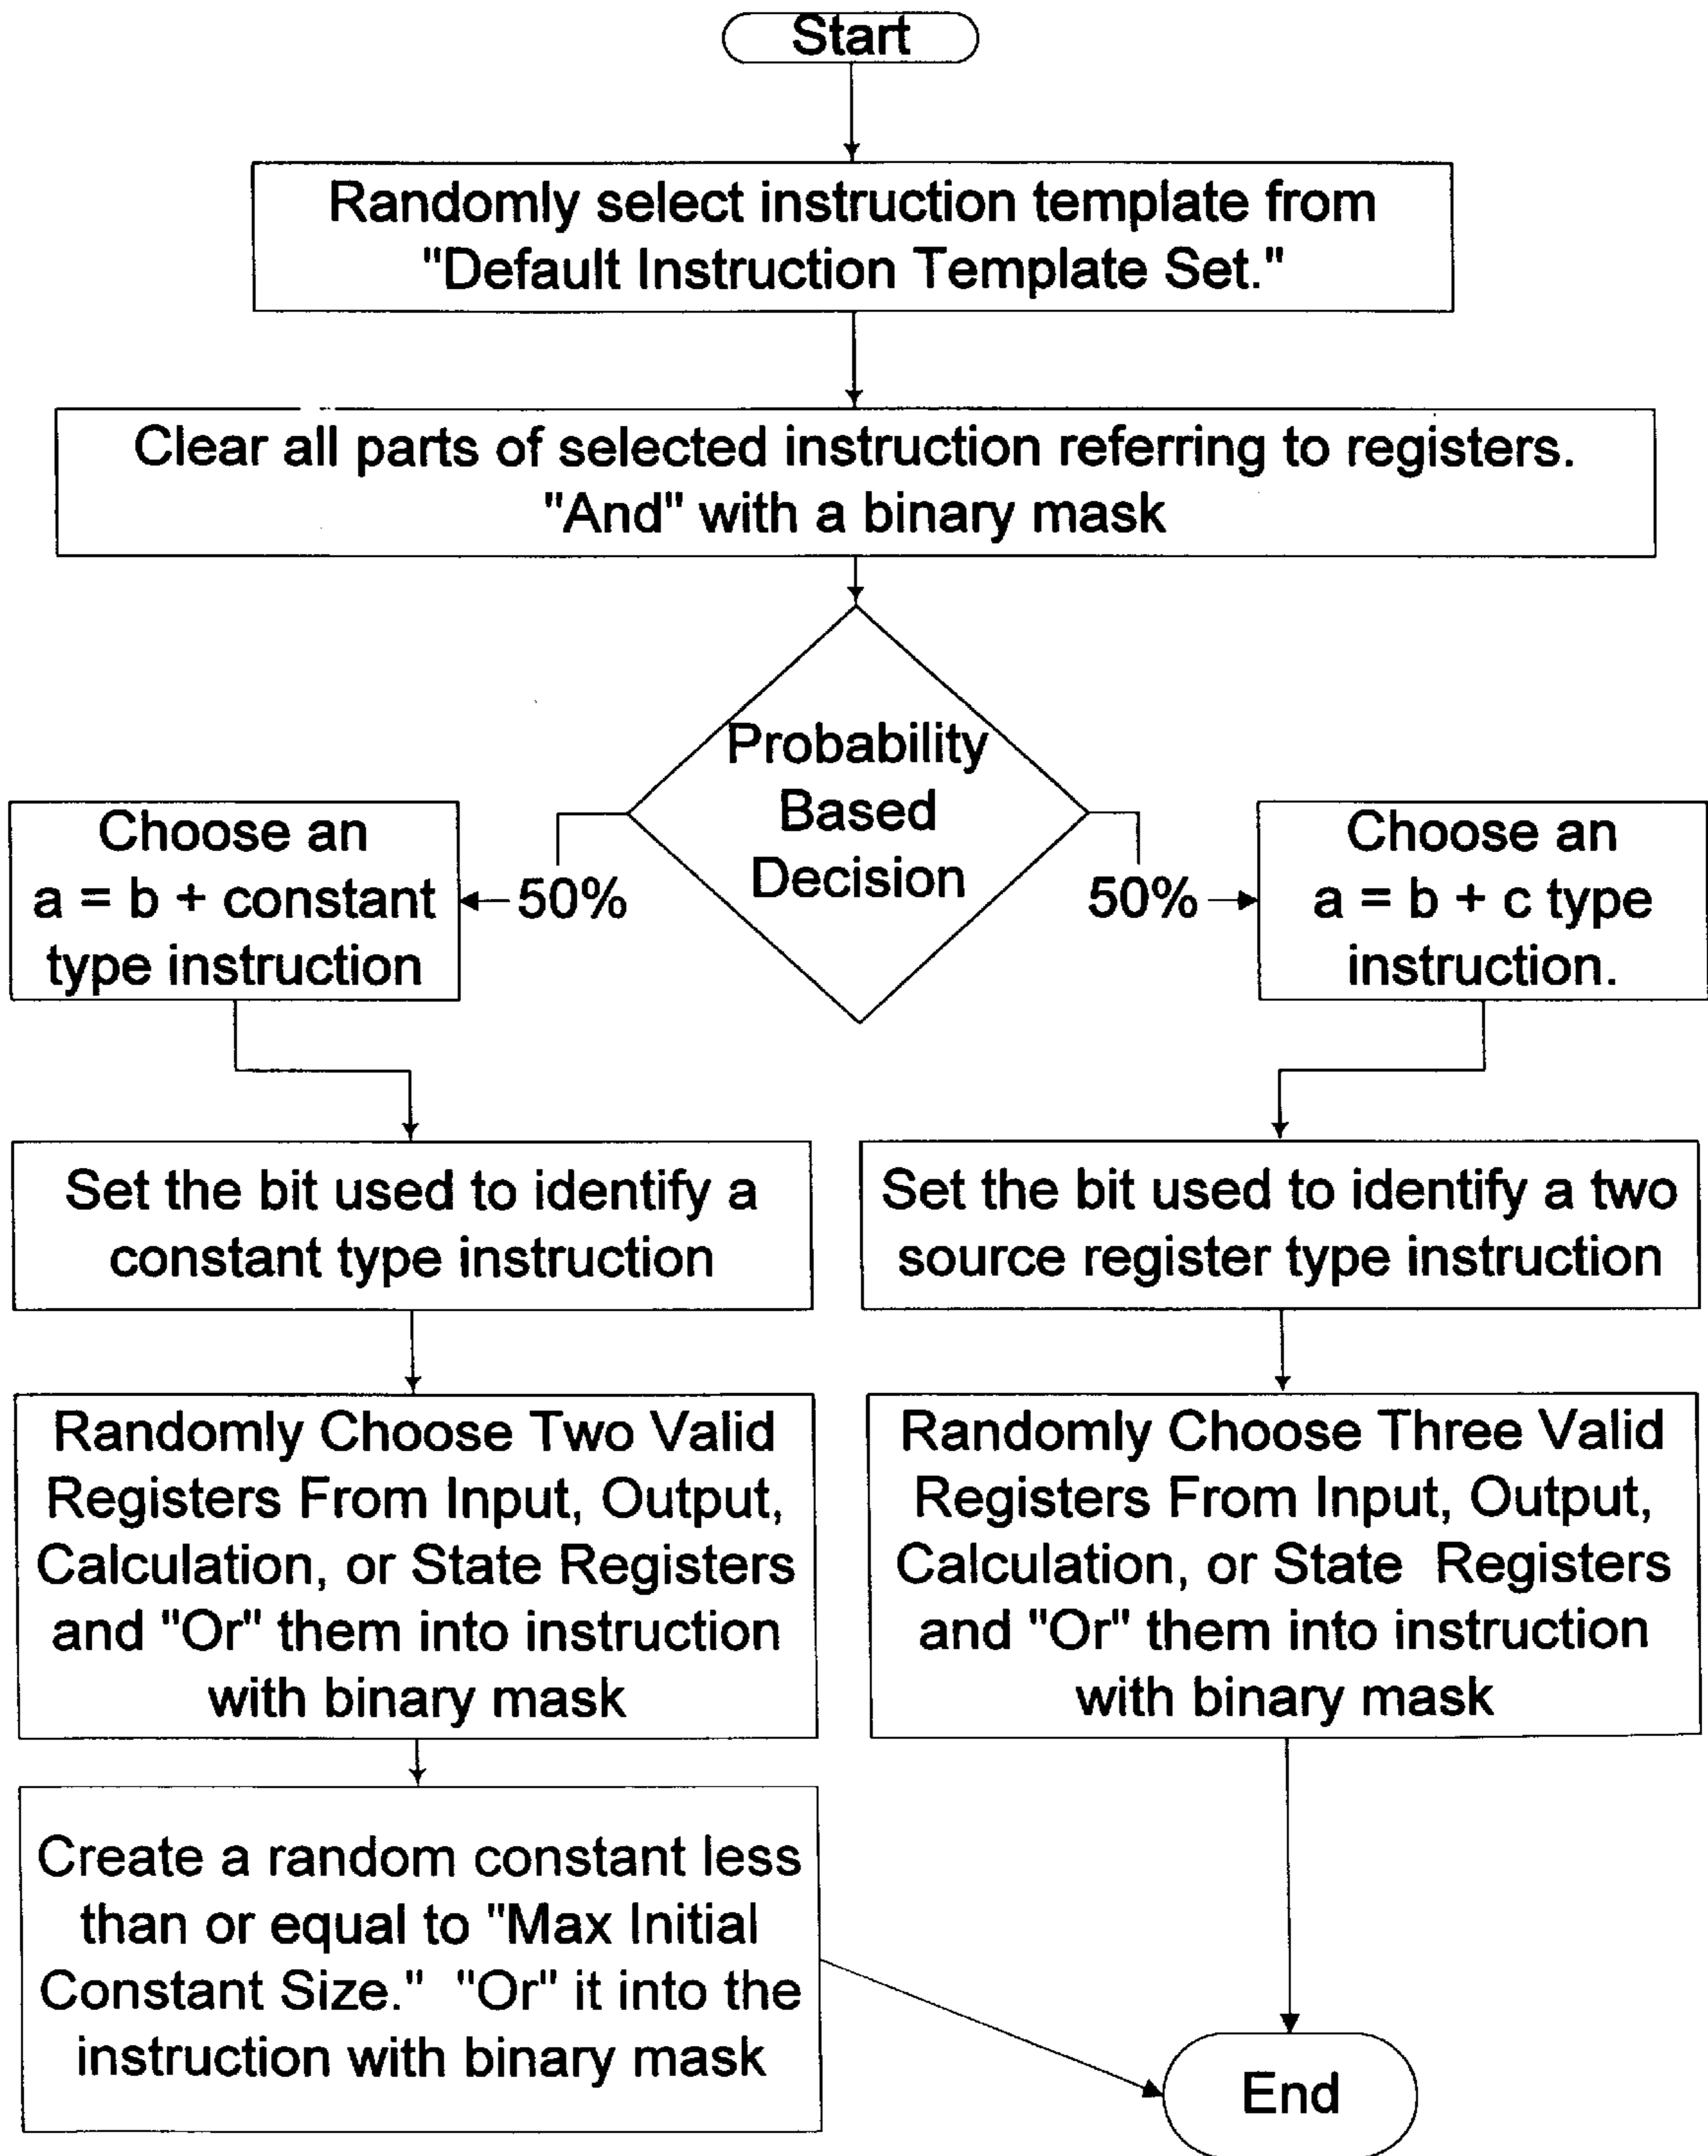 Start
Randomly select instruction template from
"Default Instruction Template Set."
Clear all parts of selected instruction referring to registers.
"And" with a binary mask
Probability
Based
Decision
50%
50%
Choose an
a = b + constant
type instruction
Choose an
a = b + c type
instruction.
Set the bit used to identify a
constant type instruction
Set the bit used to identify a two
source register type instruction
Randomly Choose Two Valid
Registers From Input, Output,
Calculation, or State Registers
and "Or" them into instruction
with binary mask
Randomly Choose Three Valid
Registers From Input, Output,
Calculation, or State  Registers
and "Or" them into instruction
with binary mask
Create a random constant less
than or equal to "Max Initial
Constant Size."  "Or" it into the
instruction with binary mask
End